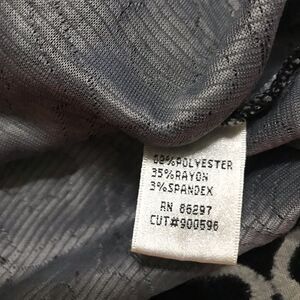 62%POLYESTER
35%RAYON
3%SPANDEX
RN 86297
CUT#900596